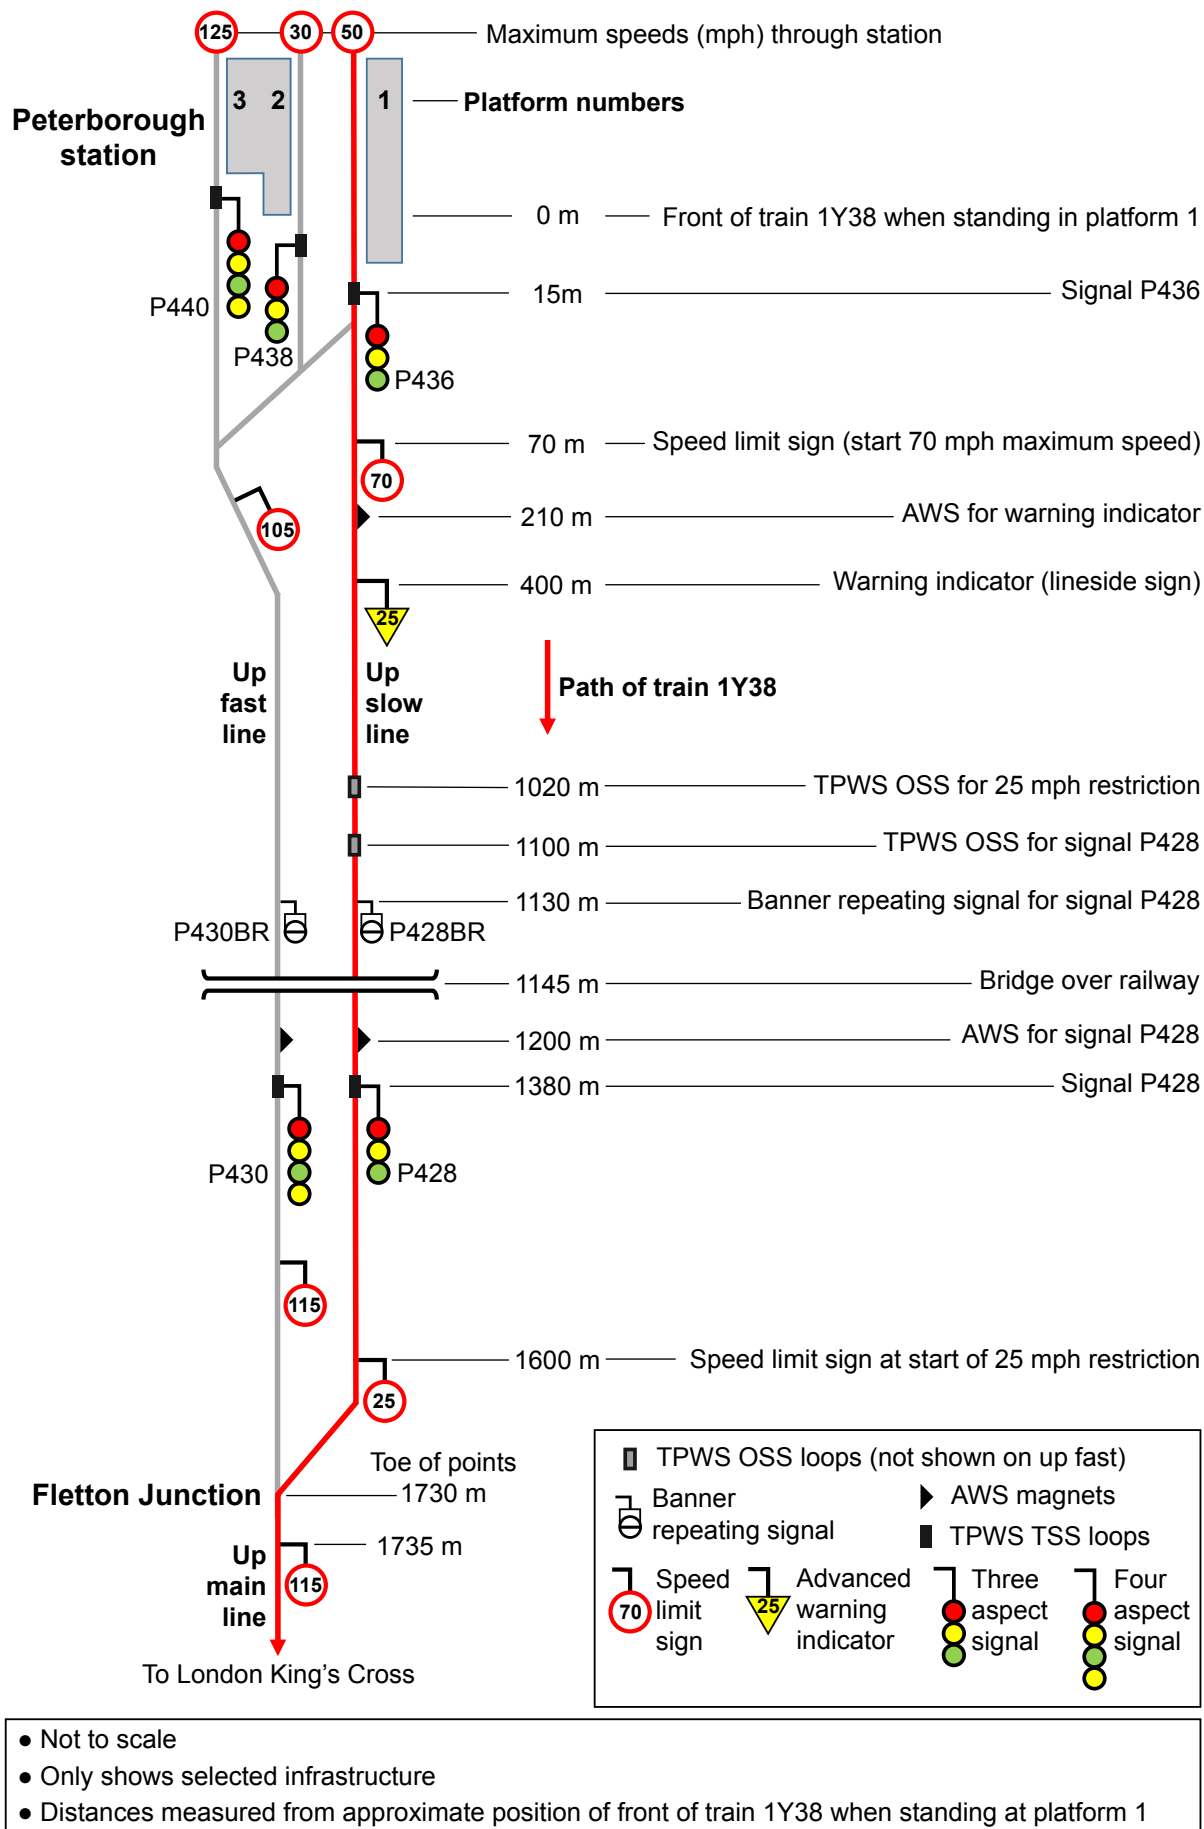 125 30 50 Maximum speeds (mph) through station
3 2 1 Platform numbers
Peterborough
station
0 m Front of train 1Y38 when standing in platform 1
P440 15m Signal P436
P438
P436
70 m Speed limit sign (start 70 mph maximum speed)
70
105
210 m AWS for warning indicator
400 m Warning indicator (lineside sign)
25
Up
fast
line
Up
slow
line
Path of train 1Y38
1020 m TPWS OSS for 25 mph restriction
1100 m TPWS OSS for signal P428
1130 m Banner repeating signal for signal P428
P430BR P428BR
1145 m Bridge over railway
1200 m AWS for signal P428
1380 m Signal P428
P430 P428
115
1600 m Speed limit sign at start of 25 mph restriction
25
Toe of points
Fletton Junction 1730 m
1735 m
Up
main
line
115
To London King's Cross
TPWS OSS loops (not shown on up fast)
Banner
repeating signal
AWS magnets
TPWS TSS loops
70
Speed
limit
sign
25
Advanced
warning
indicator
Three
aspect
signal
Four
aspect
signal
● Not to scale
● Only shows selected infrastructure
● Distances measured from approximate position of front of train 1Y38 when standing at platform 1